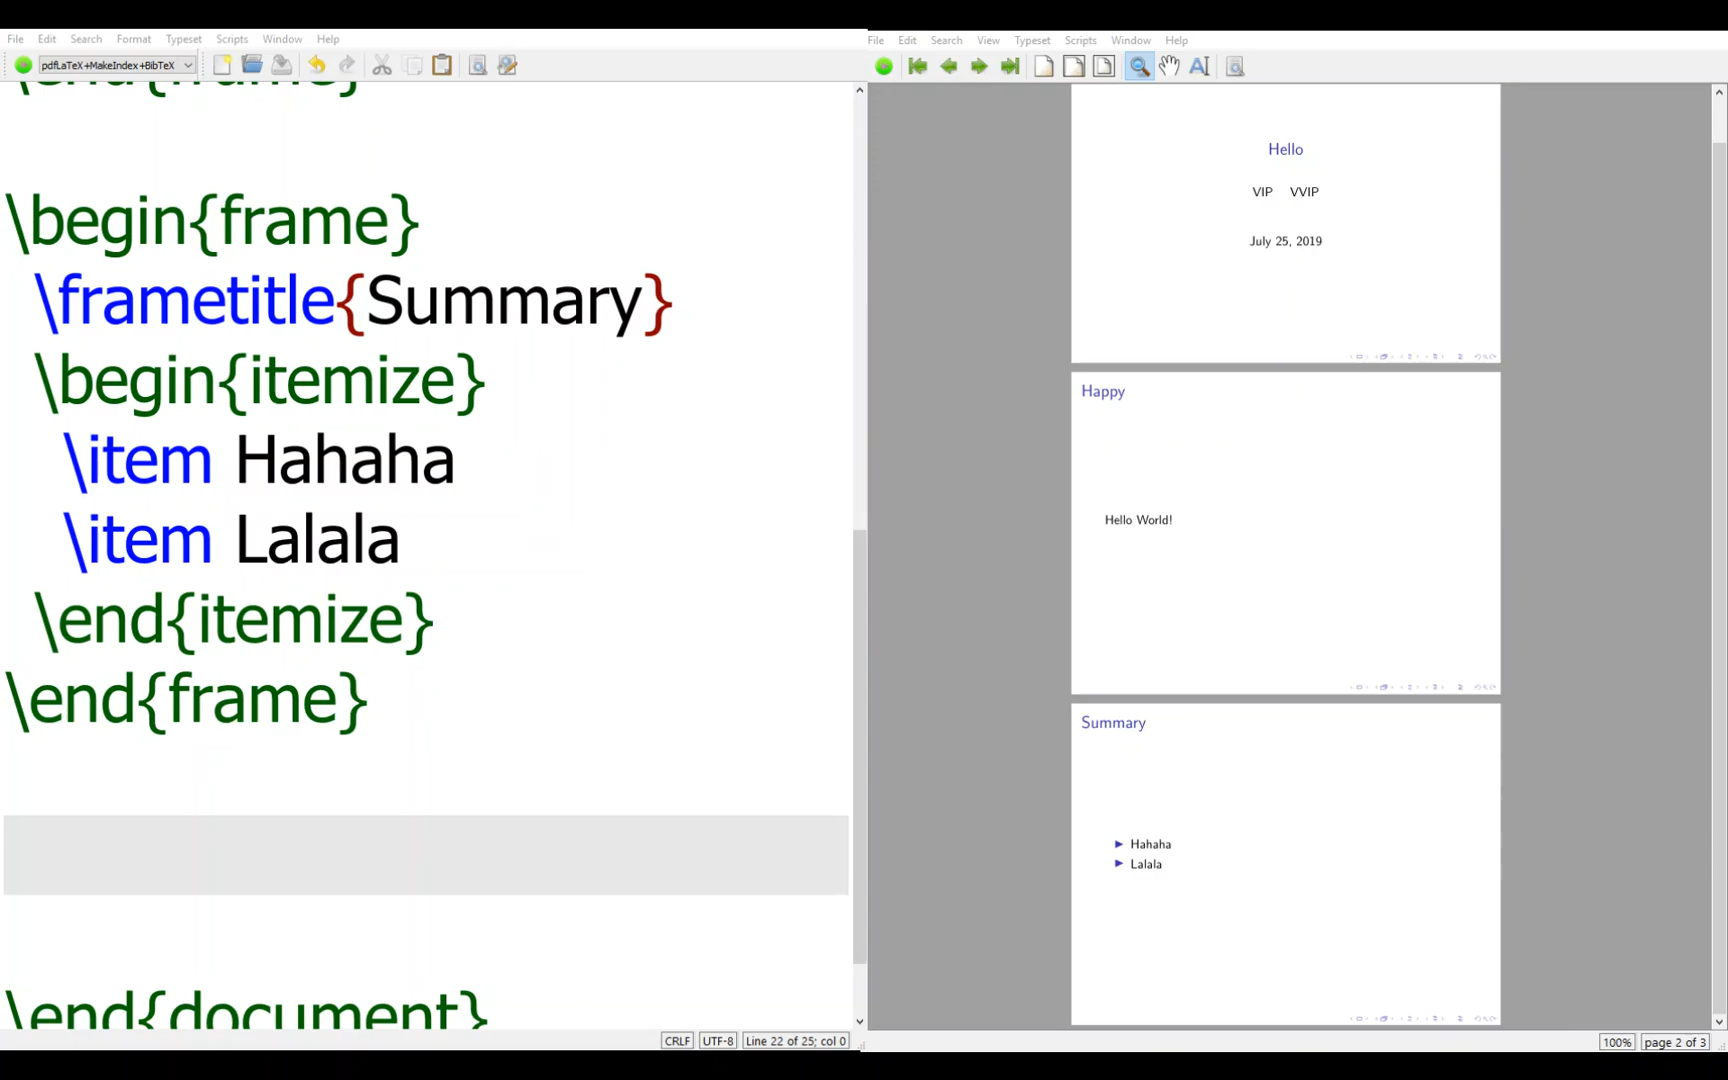 File Edit Search Format Typeset Scripts Window Help
pdfLaTeX+MakeIndex+BibTeX
\end{frame}
\begin{frame}
\frametitle{Summary}
\begin{itemize}
\item Hahaha
\item Lalala
\end{itemize}
\end{frame}
\end{document}
CRLF UTF-8 Line 22 of 25; col 0
File Edit Search View Typeset Scripts Window Help
Hello
VIP VVIP
July 25, 2019
Happy
Hello World!
Summary
Hahaha
Lalala
100% page 2 of 3